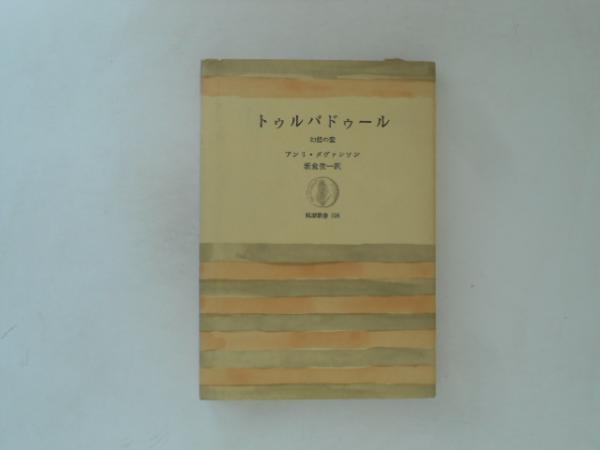 トゥルバドゥール
幻想の愛
アンリ・ダヴァンソン
新倉俊一訳
筑摩叢書